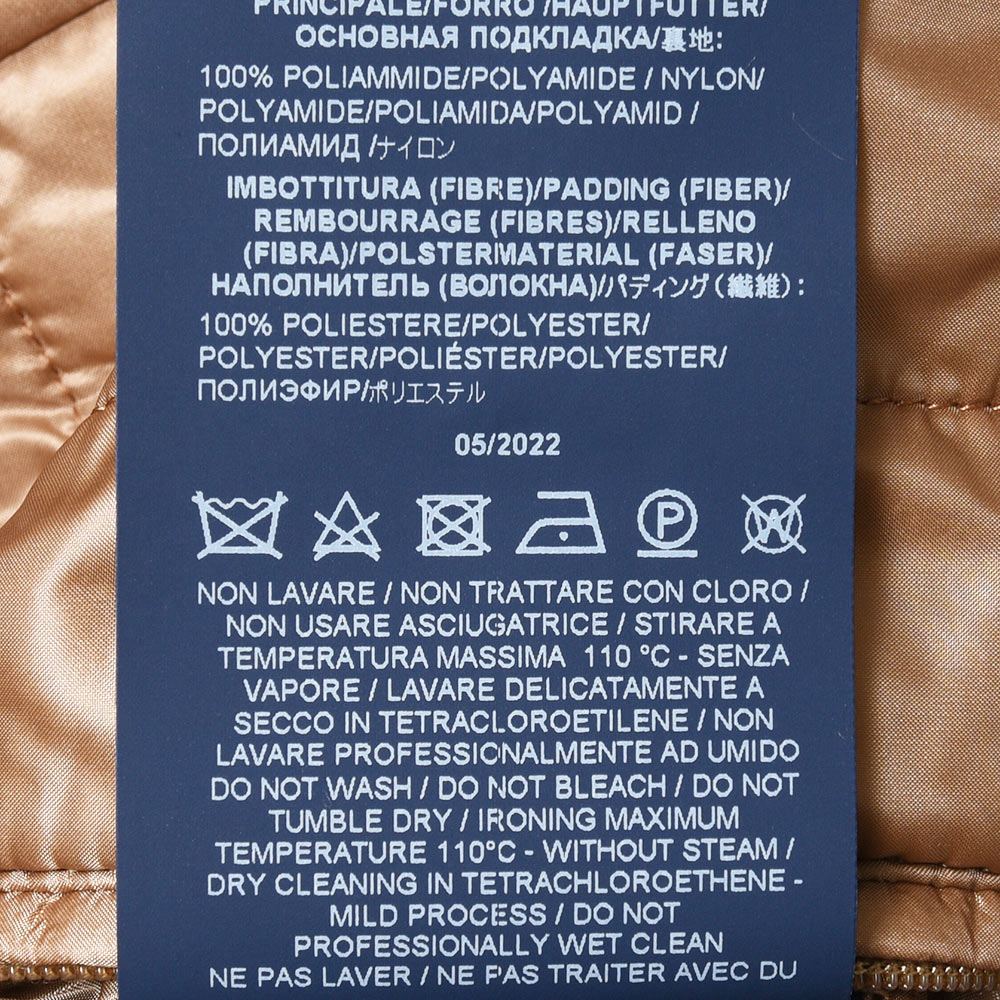 PRINCIPALE/FORRO /HAUPTFUTTER/
ОСНОВНАЯ ПОДКЛАДКА/裏地:
100% POLIAMMIDE/POLYAMIDE / NYLON/
POLYAMIDE/POLIAMIDA/POLYAMID /
ПОЛИАМИД /ナイロン
IMBOTTITURA (FIBRE)/PADDING (FIBER)/
REMBOURRAGE (FIBRES)/RELLENO
(FIBRA)/POLSTERMATERIAL (FASER)/
НАПОЛНИТЕЛЬ (ВОЛОКНА)/パディング(繊維):
100% POLIESTERE/POLYESTER/
POLYESTER/POLIÉSTER/POLYESTER/
ПОЛИЭФИР/ポリエステル
05/2022
P W
NON LAVARE / NON TRATTARE CON CLORO /
NON USARE ASCIUGATRICE / STIRARE A
TEMPERATURA MASSIMA 110 °C - SENZA
VAPORE / LAVARE DELICATAMENTE A
SECCO IN TETRACLOROETILENE / NON
LAVARE PROFESSIONALMENTE AD UMIDO
DO NOT WASH / DO NOT BLEACH / DO NOT
TUMBLE DRY / IRONING MAXIMUM
TEMPERATURE 110°C - WITHOUT STEAM /
DRY CLEANING IN TETRACHLOROETHENE -
MILD PROCESS / DO NOT
PROFESSIONALLY WET CLEAN
NE PAS LAVER / NE PAS TRAITER AVEC DU